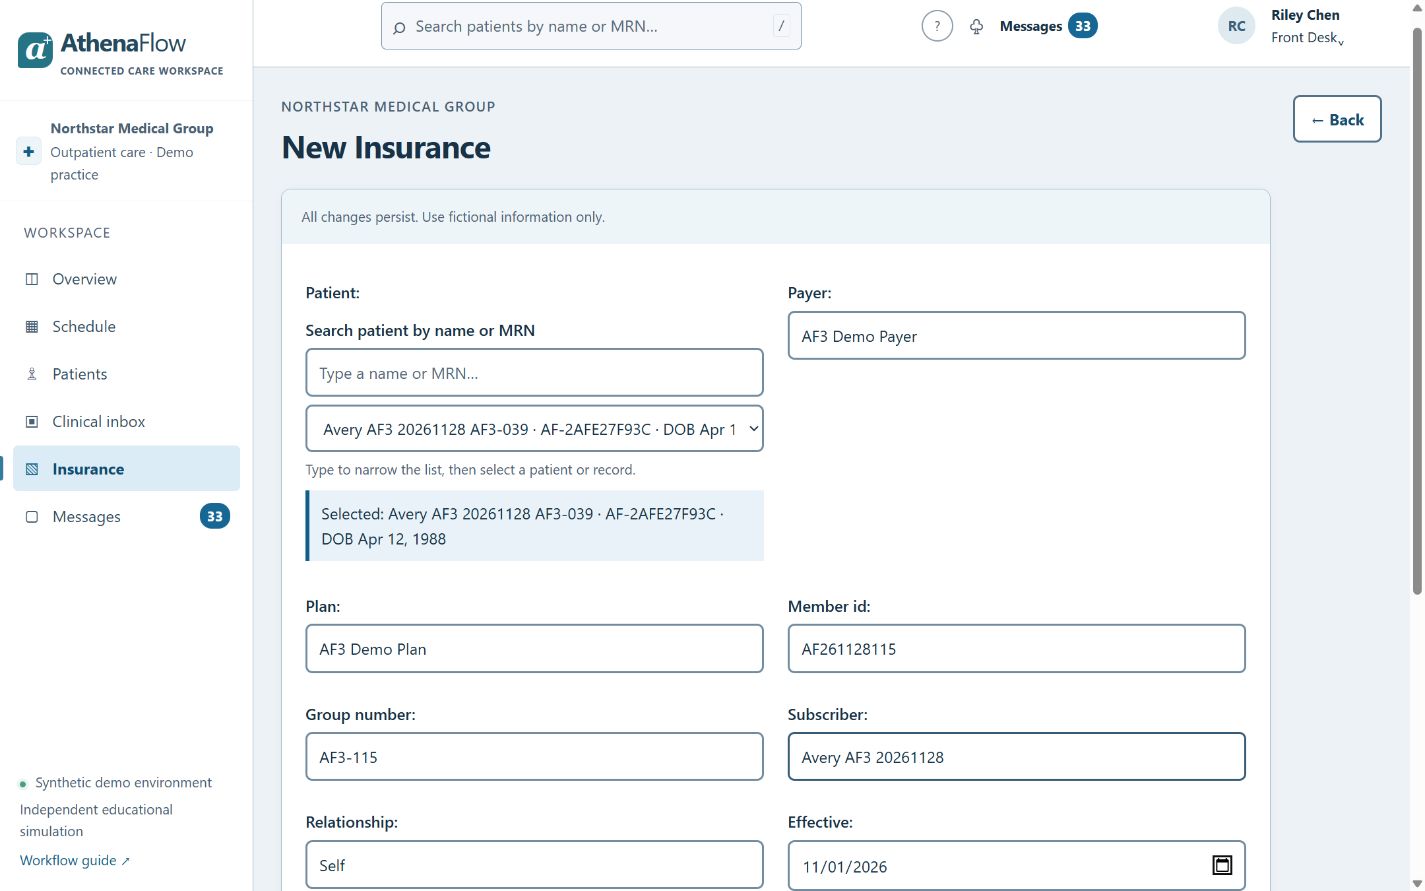 AthenaFlow
CONNECTED CARE WORKSPACE
Northstar Medical Group
Outpatient care · Demo
practice
WORKSPACE
Overview
Schedule
Patients
Clinical inbox
Insurance
Messages 33
Synthetic demo environment
Independent educational
simulation
Workflow guide ↗
Search patients by name or MRN... /
?
Messages 33
RC
Riley Chen
Front Desk
NORTHSTAR MEDICAL GROUP
← Back
New Insurance
All changes persist. Use fictional information only.
Patient:
Search patient by name or MRN
Type a name or MRN...
Avery AF3 20261128 AF3-039 · AF-2AFE27F93C · DOB Apr 1
Type to narrow the list, then select a patient or record.
Selected: Avery AF3 20261128 AF3-039 · AF-2AFE27F93C ·
DOB Apr 12, 1988
Payer:
AF3 Demo Payer
Plan:
AF3 Demo Plan
Member id:
AF261128115
Group number:
AF3-115
Subscriber:
Avery AF3 20261128
Relationship:
Self
Effective:
11/01/2026